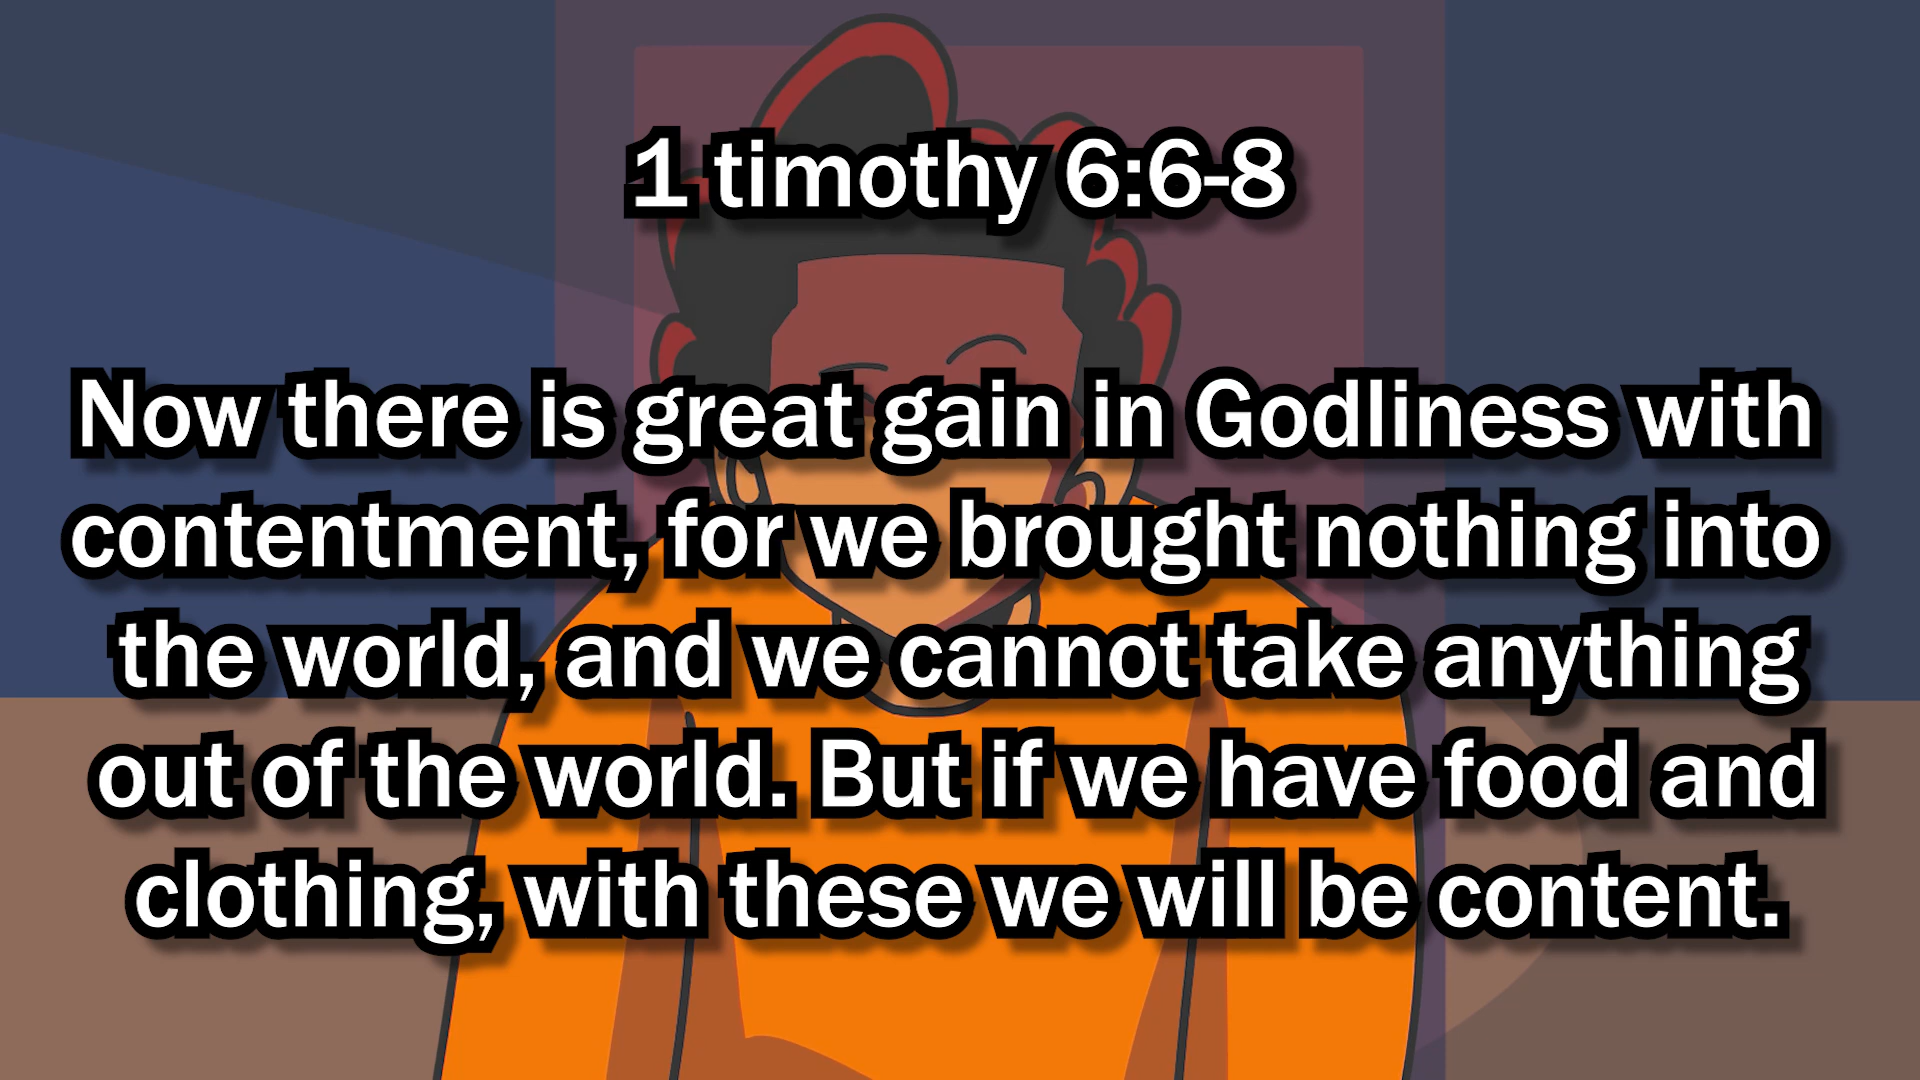 1 timothy 6:6-8
Now there is great gain in Godliness with
contentment, for we brought nothing into
the world, and we cannot take anything
out of the world. But if we have food and
clothing, with these we will be content.